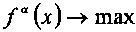 f^α(x) → max